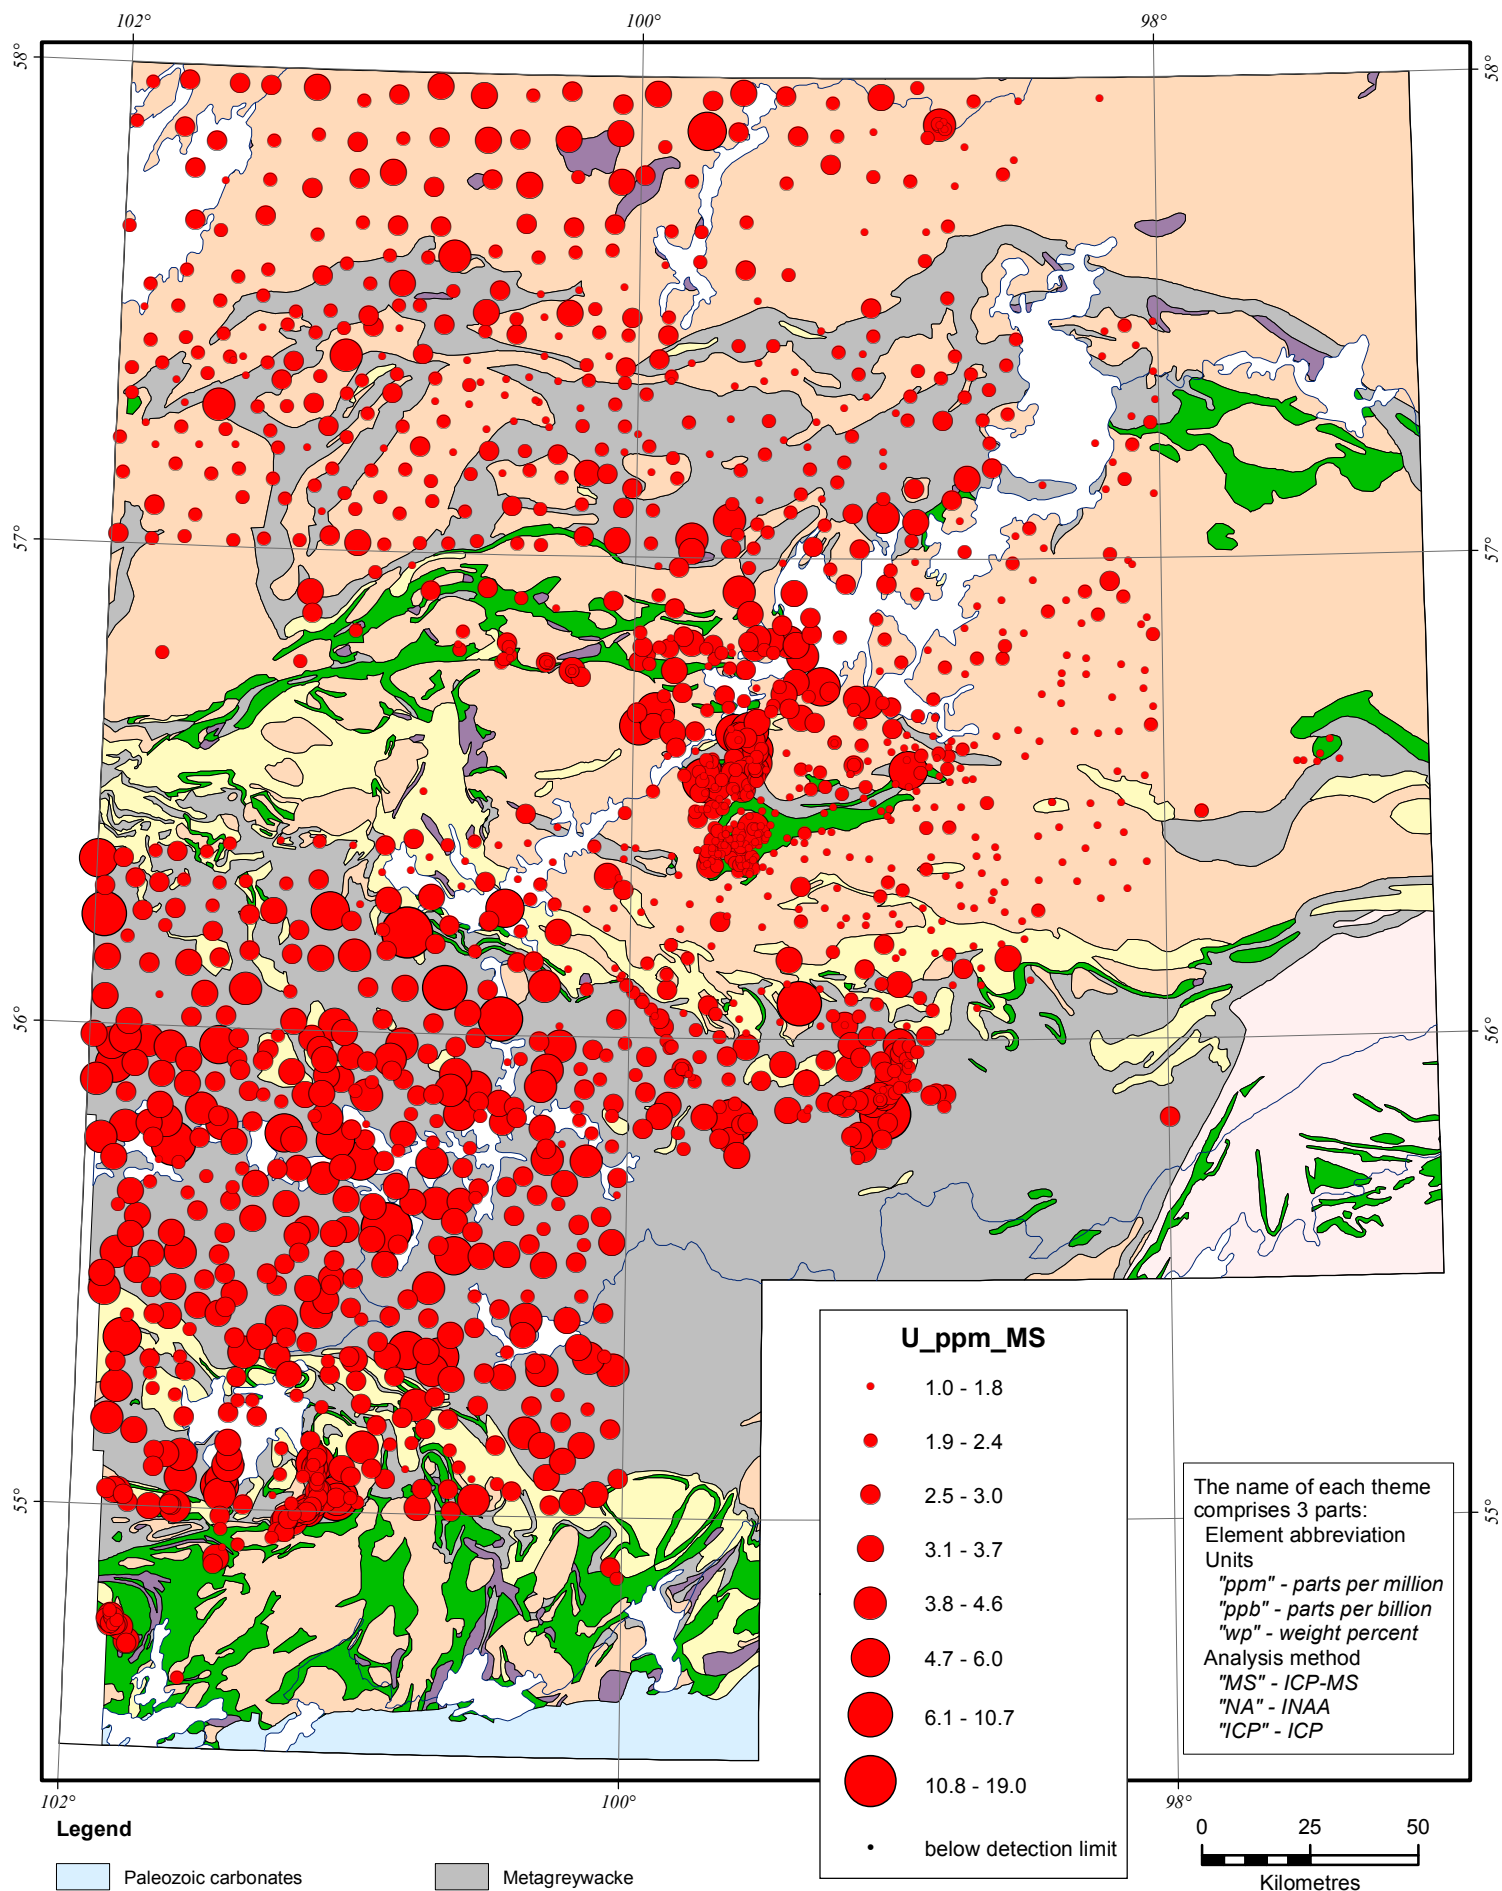 102°
100°
98°
58°
58°
57°
57°
56°
56°
55°
55°
U_ppm_MS
1.0 - 1.8
1.9 - 2.4
2.5 - 3.0
3.1 - 3.7
3.8 - 4.6
4.7 - 6.0
6.1 - 10.7
10.8 - 19.0
below detection limit
The name of each theme
comprises 3 parts:
Element abbreviation
Units
"ppm" - parts per million
"ppb" - parts per billion
"wp" - weight percent
Analysis method
"MS" - ICP-MS
"NA" - INAA
"ICP" - ICP
102°
100°
98°
Legend
Paleozoic carbonates
Metagreywacke
0 25 50
Kilometres